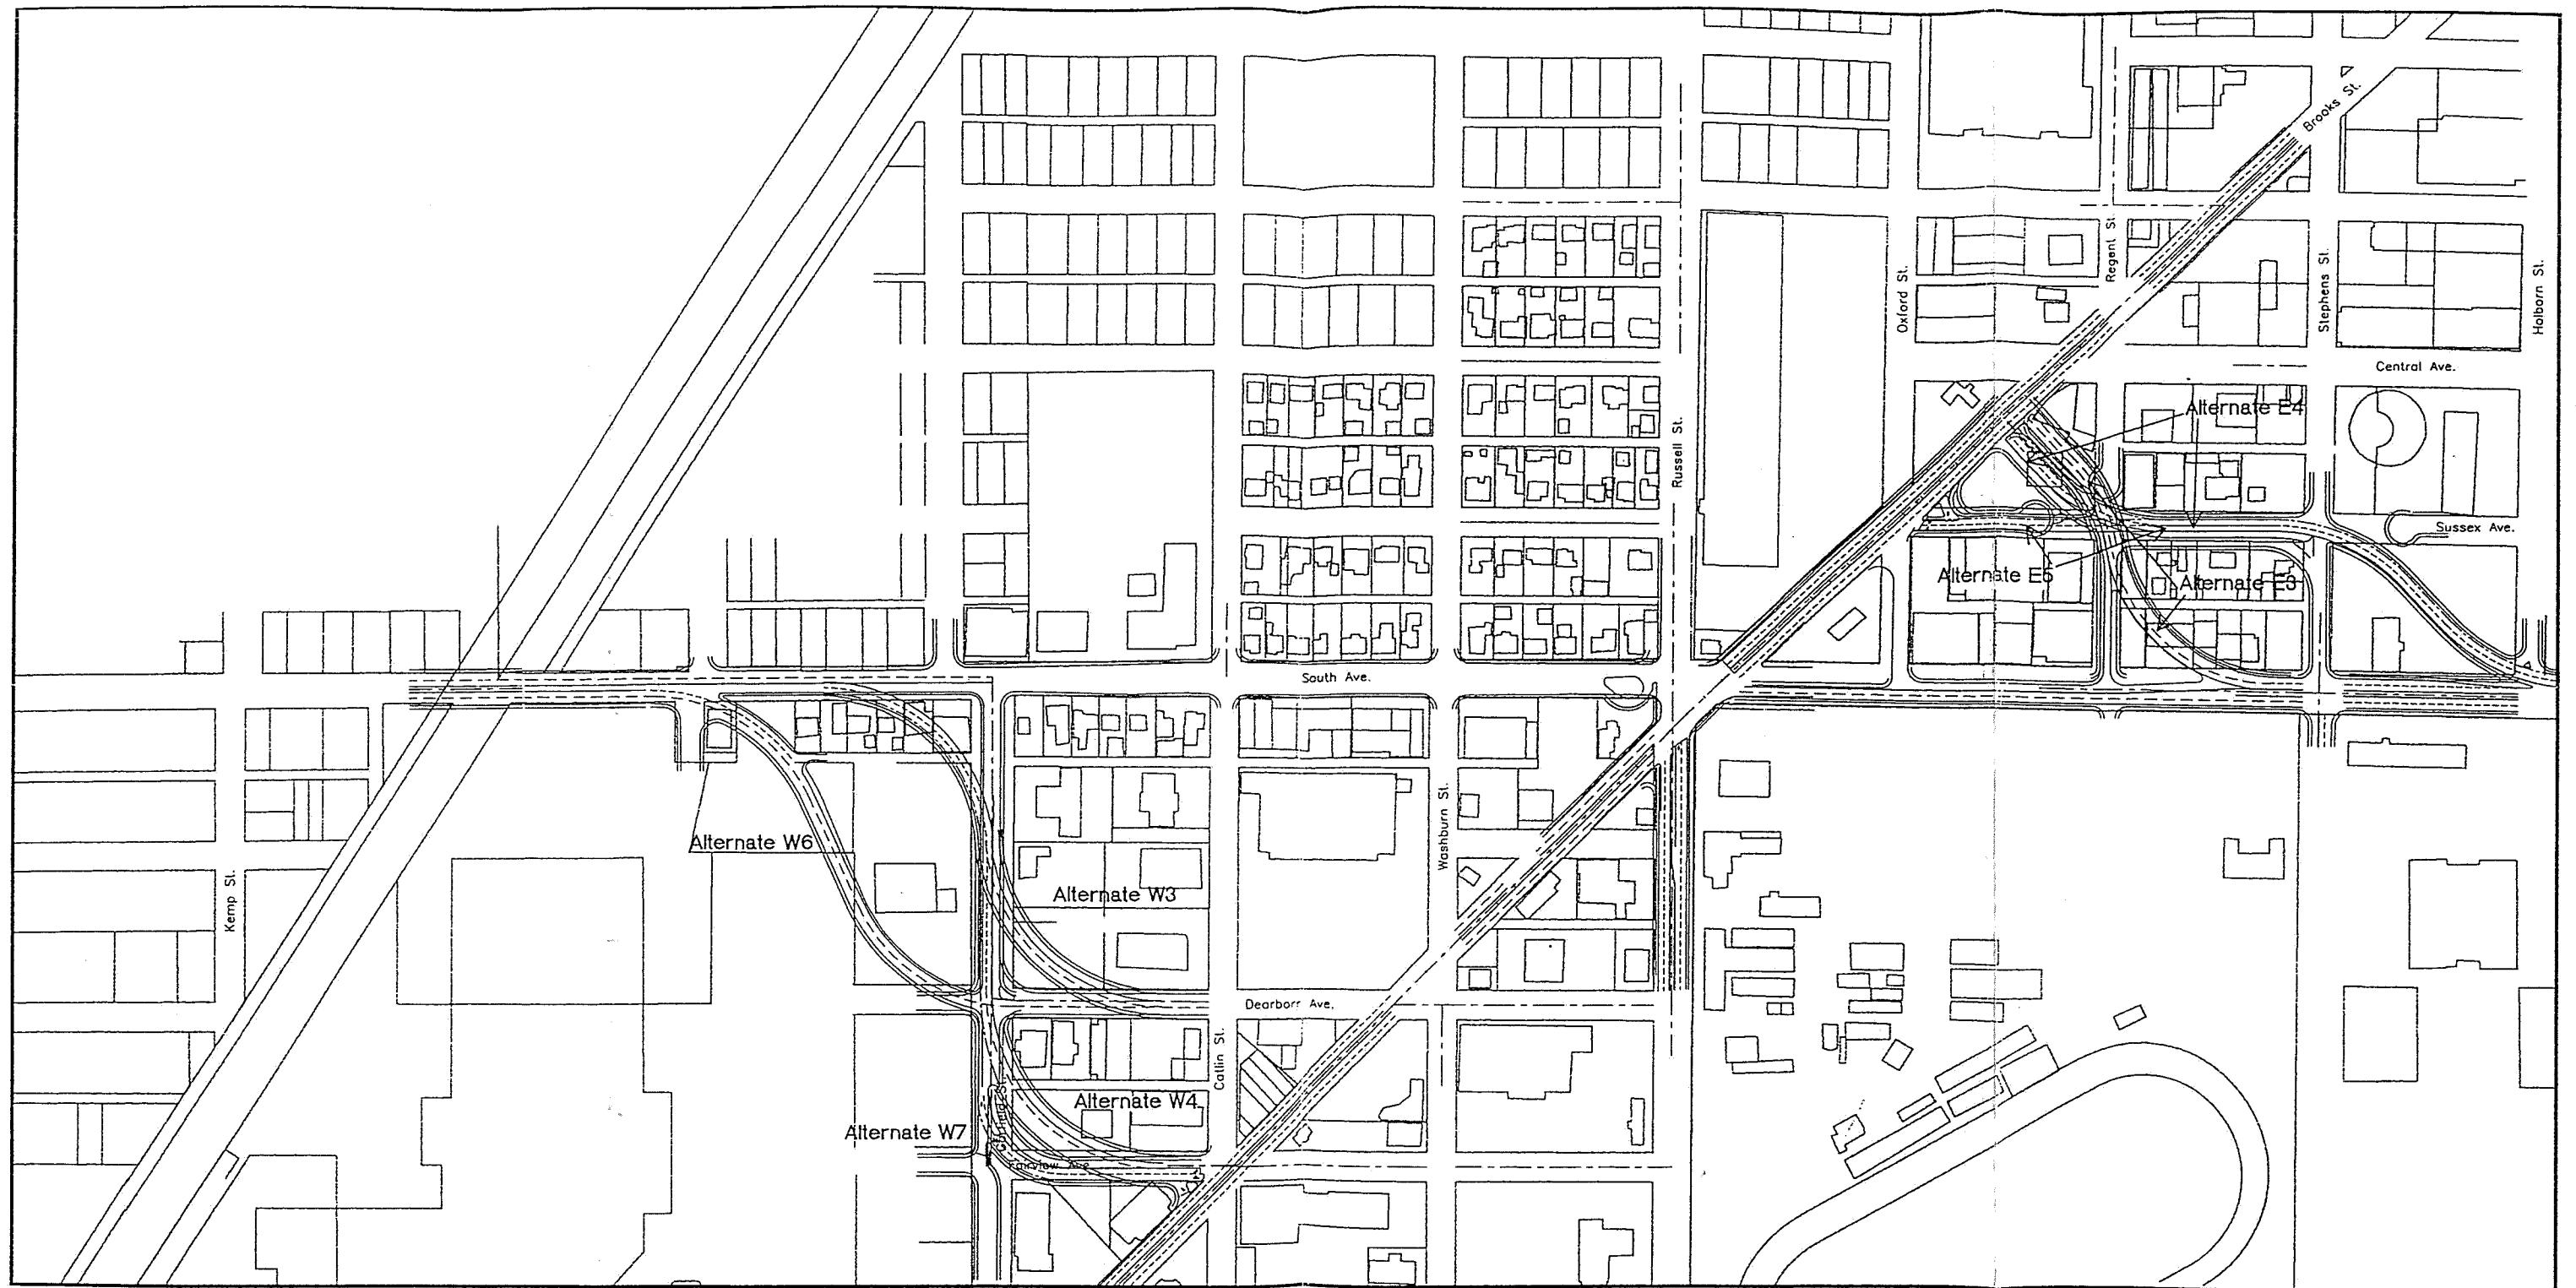 Brooks St.
Regent St.
Stephens St.
Oxford St.
Holborn St.
Central Ave.
Alternate E4
Russell St.
Sussex Ave.
Alternate E5
Alternate E3
South Ave.
Washburn St.
Alternate W6
Kemp St.
Alternate W3
Dearborn Ave.
Catlin St.
Alternate W4
Alternate W7
Fairview Ave.